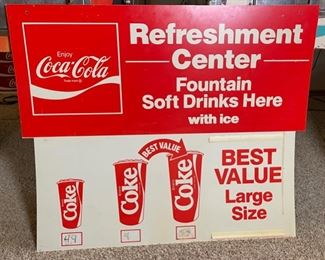 Refreshment
Center
Enjoy
Coca-Cola
Fountain
Soft Drinks Here
with ice
BEST VALUE
BEST
VALUE
Large
Size
Coke
Coke
Coke